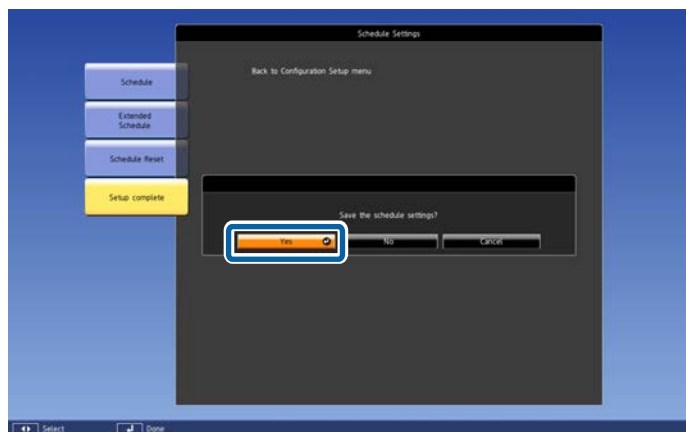 Schedule Settings
Back to Configuration Setup menu
Schedule
Extended
Schedule
Schedule Reset
Setup complete
Save the schedule settings?
Yes
No
Cancel
Select
Done